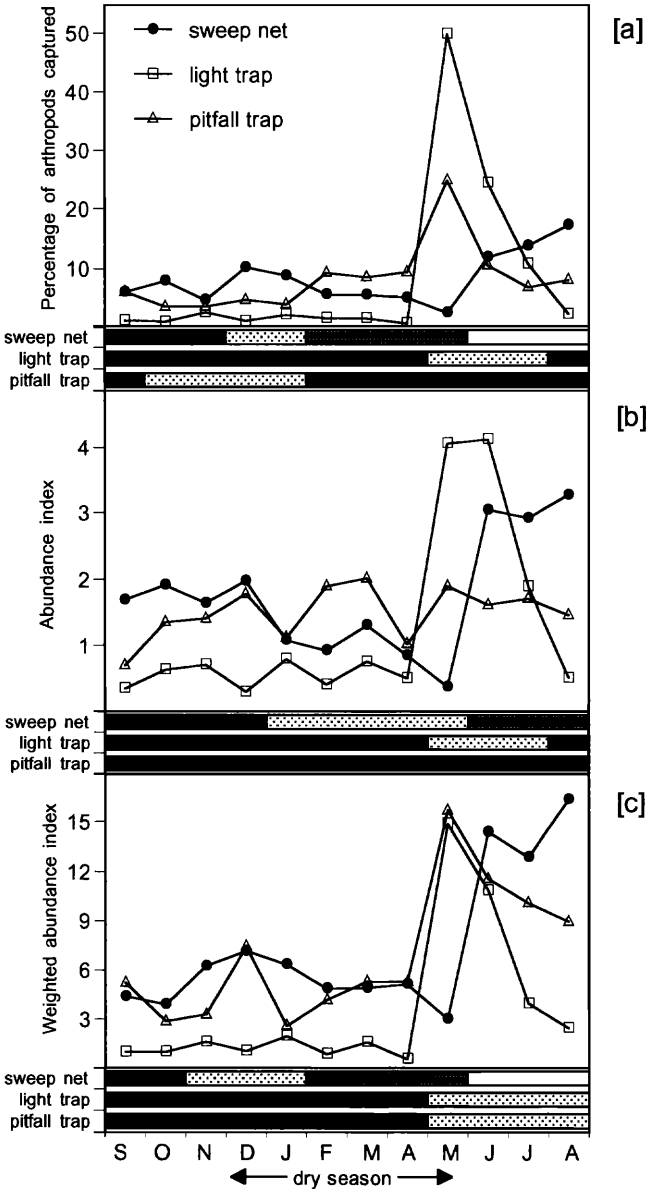 [a]
sweep net
light trap
pitfall trap
Percentage of arthropods captured
50
40
30
20
10
sweep net
light trap
pitfall trap
[b]
Abundance index
4
3
2
1
sweep net
light trap
pitfall trap
[c]
Weighted abundance index
15
12
9
6
3
sweep net
light trap
pitfall trap
S O N D J F M A M J J A
dry season